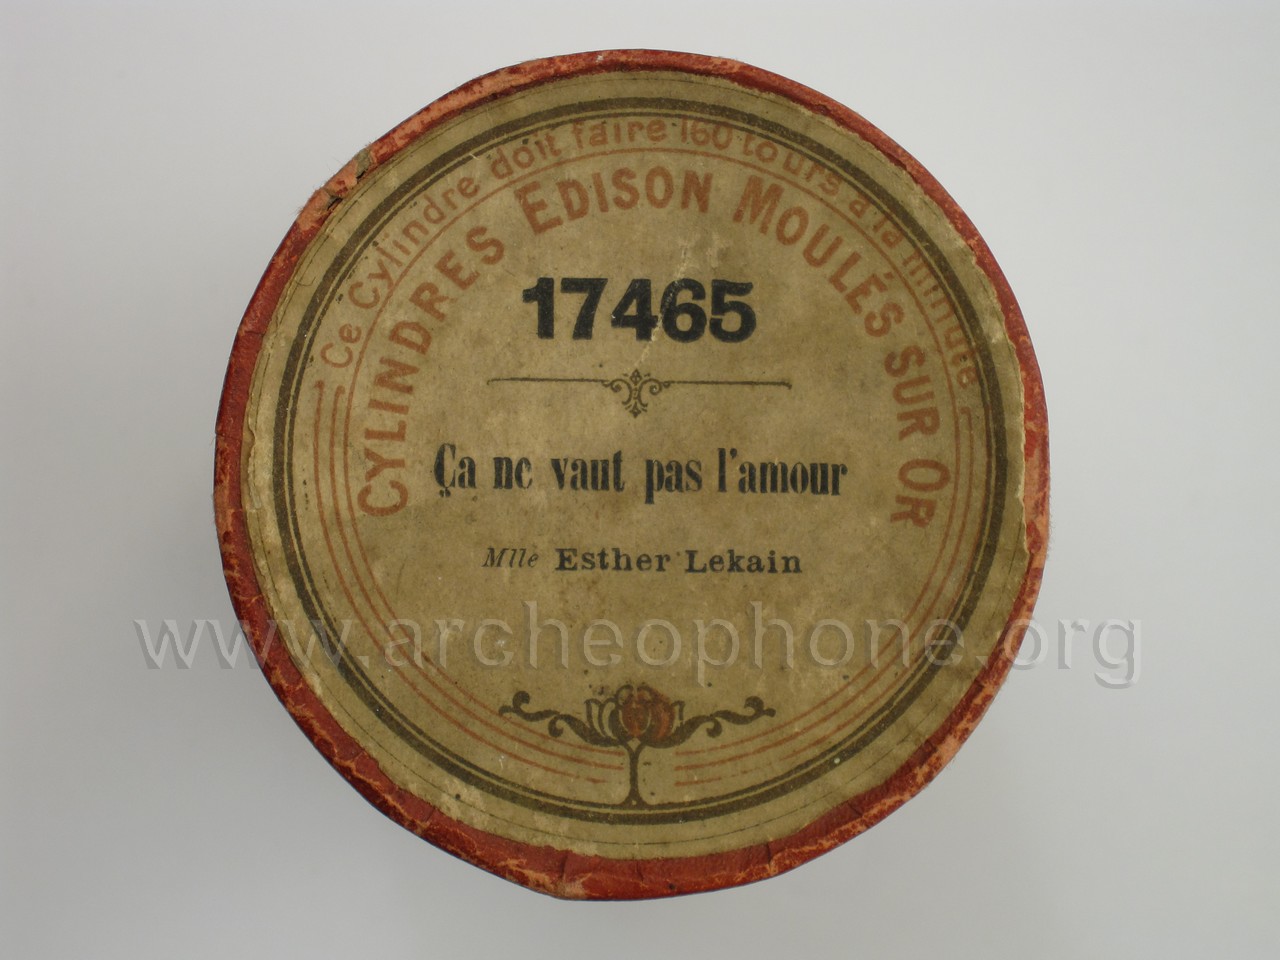 Ce Cylindre doit faire 160 tours à la minute
CYLINDRES EDISON MOULÉS SUR OR
17465
Ça ne vaut pas l'amour
Mlle Esther Lekain
www.archeophone.org